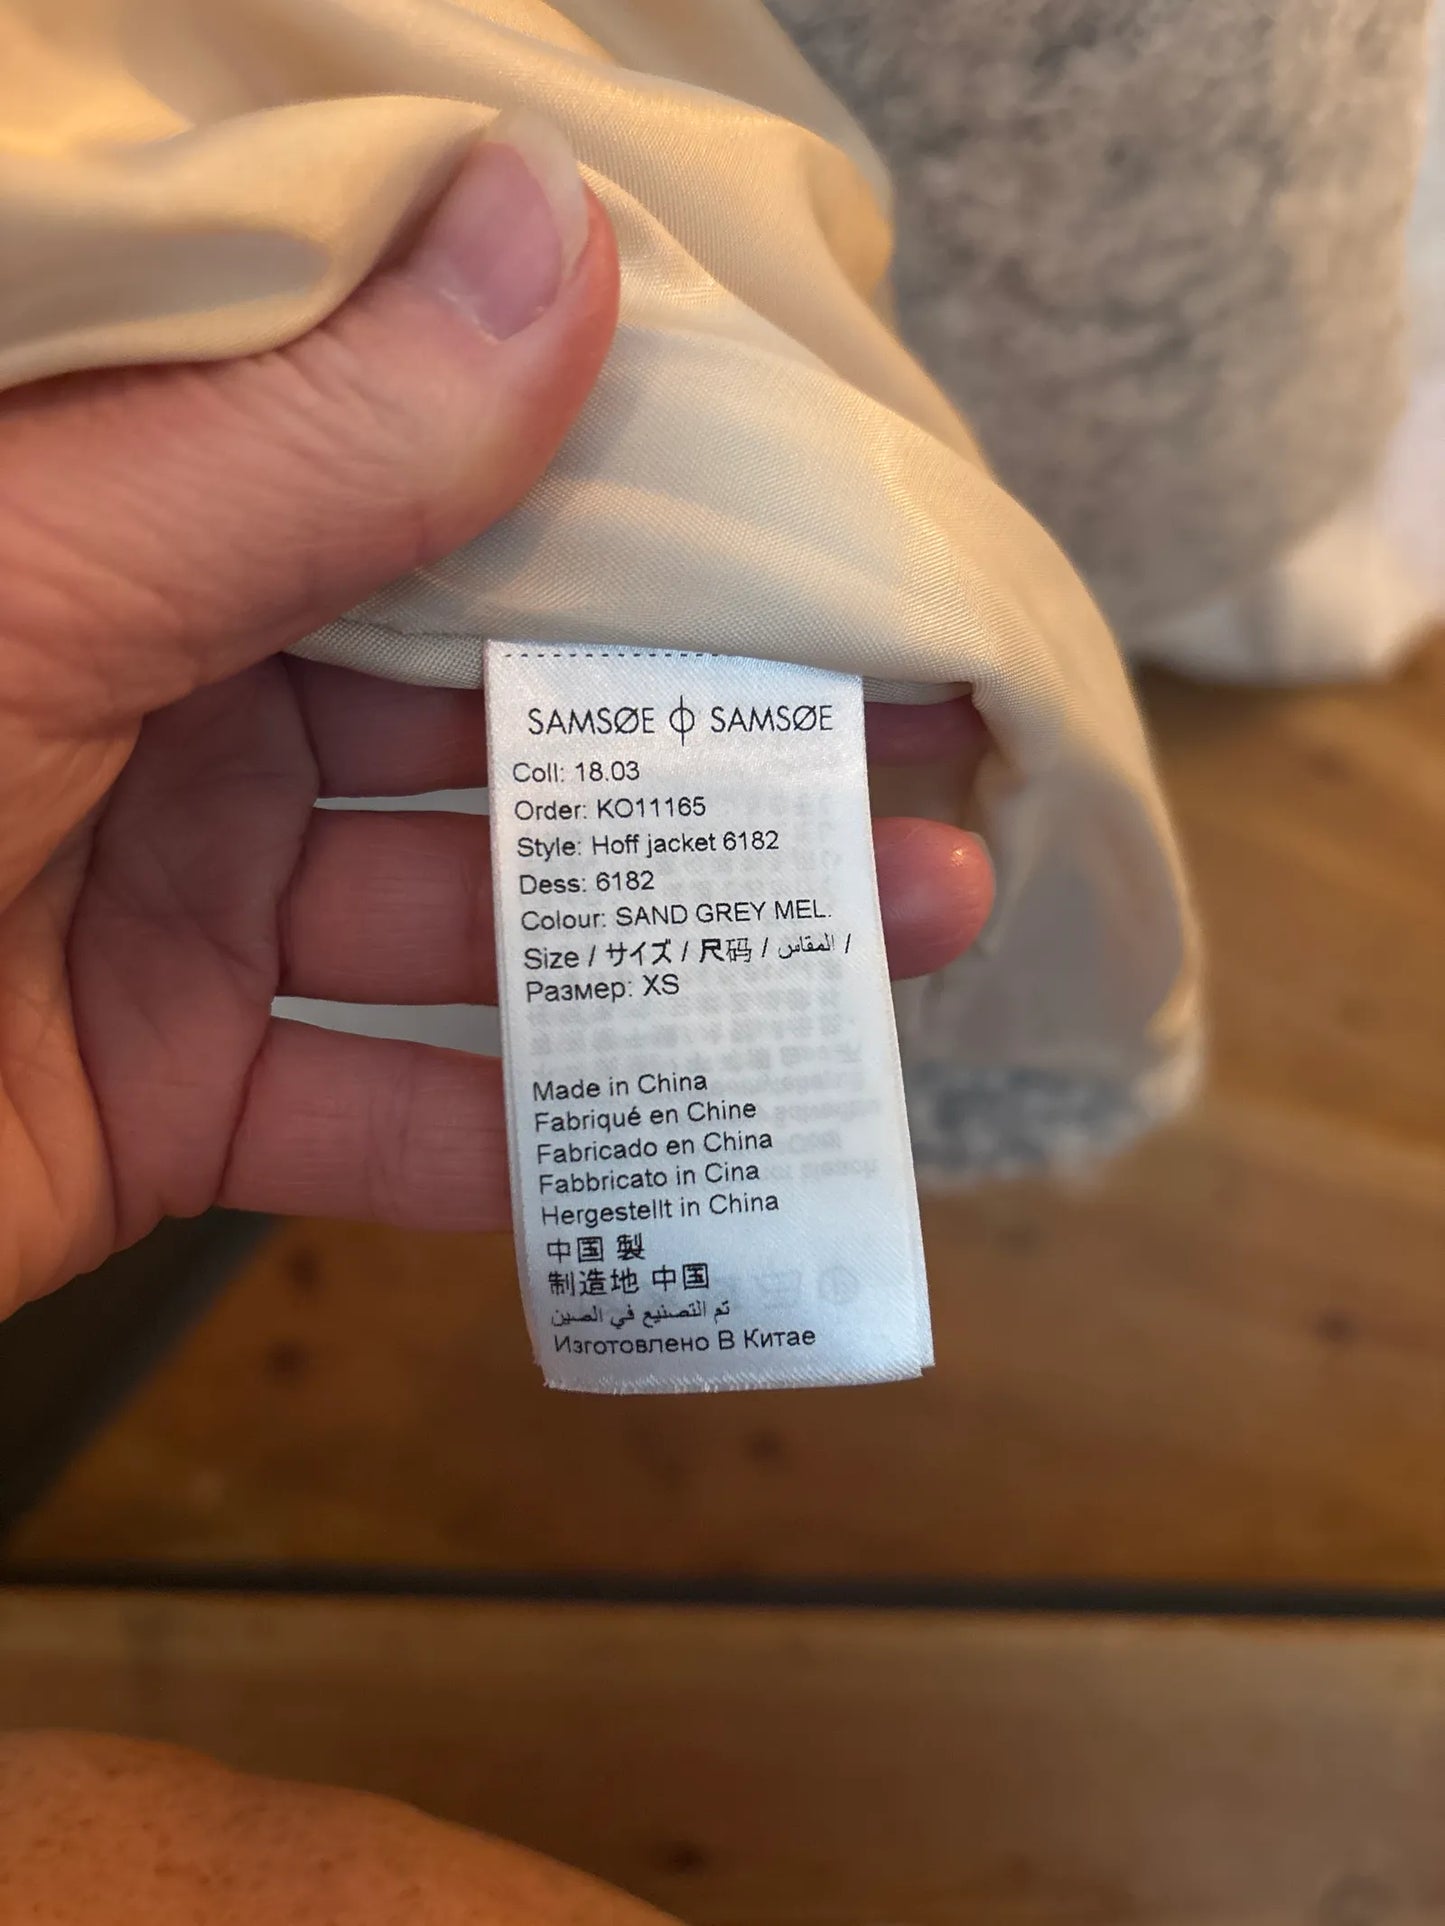 SAMSØE Φ SAMSØE
Coll: 18.03
Order: KO11165
Style: Hoff jacket 6182
Dess: 6182
Colour: SAND GREY MEL.
Size / サイズ / 尺码 / المقاس /
Размер: XS
Made in China
Fabriqué en Chine
Fabricado en China
Fabbricato in Cina
Hergestellt in China
中国 製
制造地 中国
تم التصنيع في الصين
Изготовлено В Китае